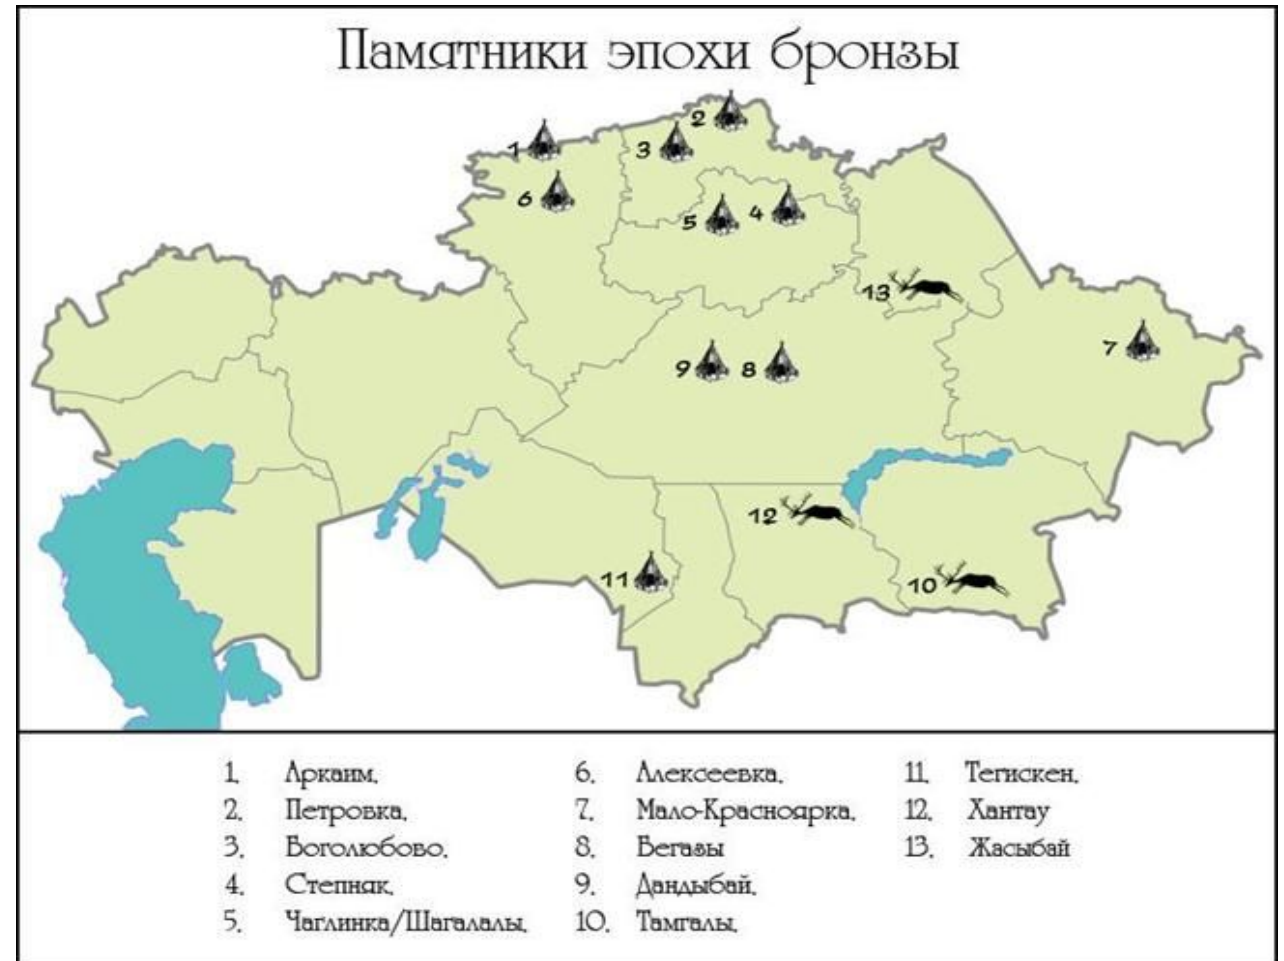 Памятники эпохи бронзы
2
1
3
6
5
4
13
7
9
8
12
11
10
1. Аркаим.
2. Петровка.
3. Боголюбово.
4. Степняк.
5. Чаглинка/Шагалалы.
6. Алексеевка.
7. Мало-Красноярка.
8. Бегазы
9. Дандыбай.
10. Тамгалы.
11. Тегискен.
12. Хантау
13. Жасыбай